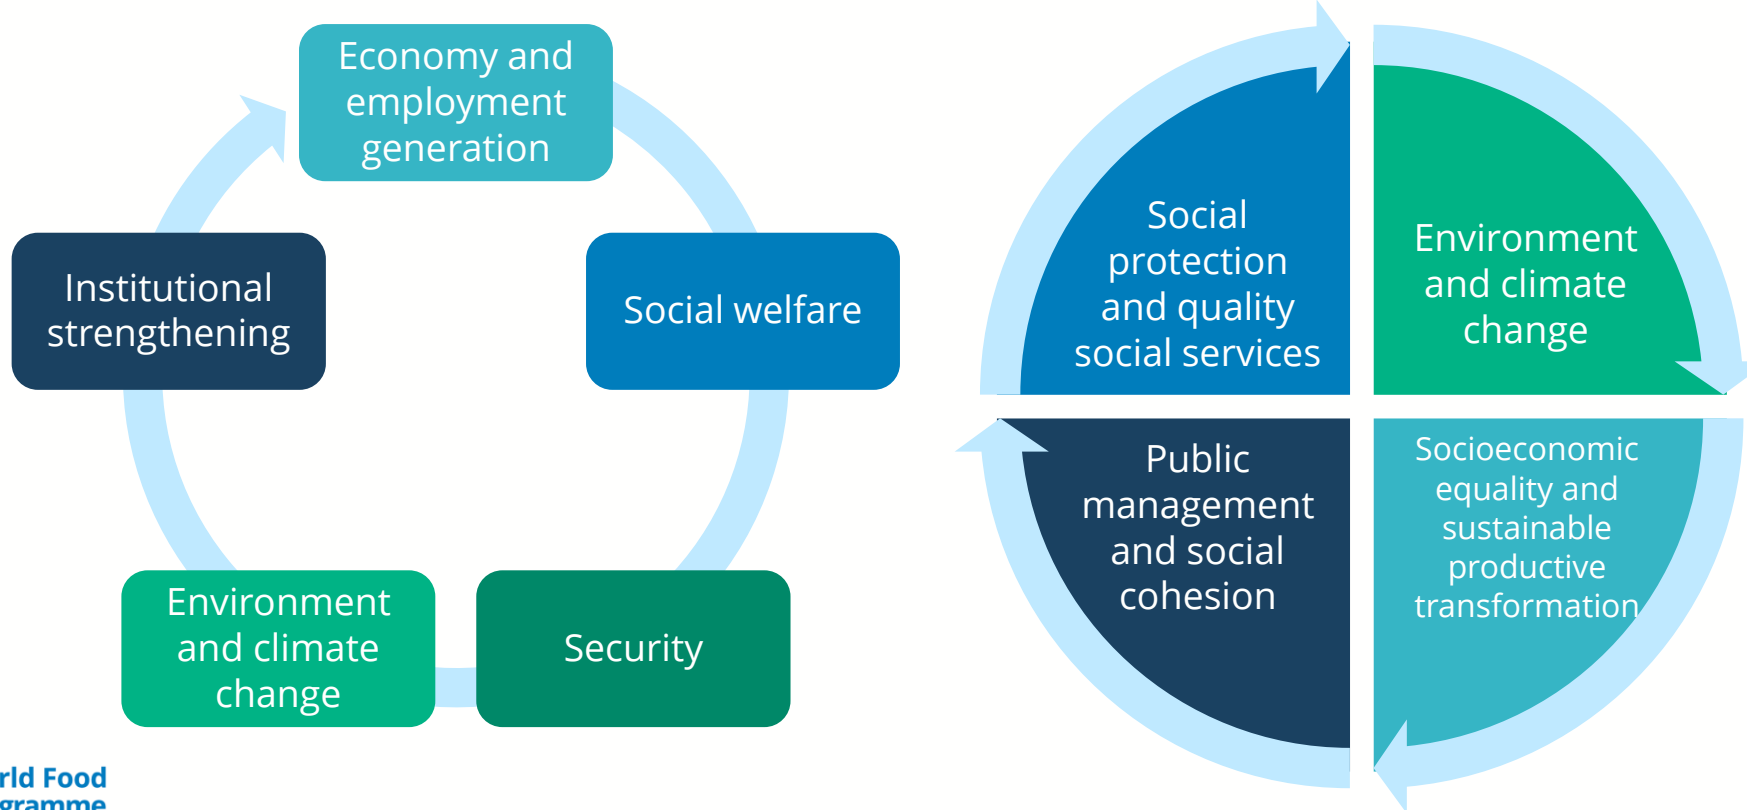 Economy and
employment
generation
Institutional
strengthening
Social welfare
Environment
and climate
change
Security
Social
protection
and quality
social services
Environment
and climate
change
Public
management
and social
cohesion
Socioeconomic
equality and
sustainable
productive
transformation
rld Food
gramme